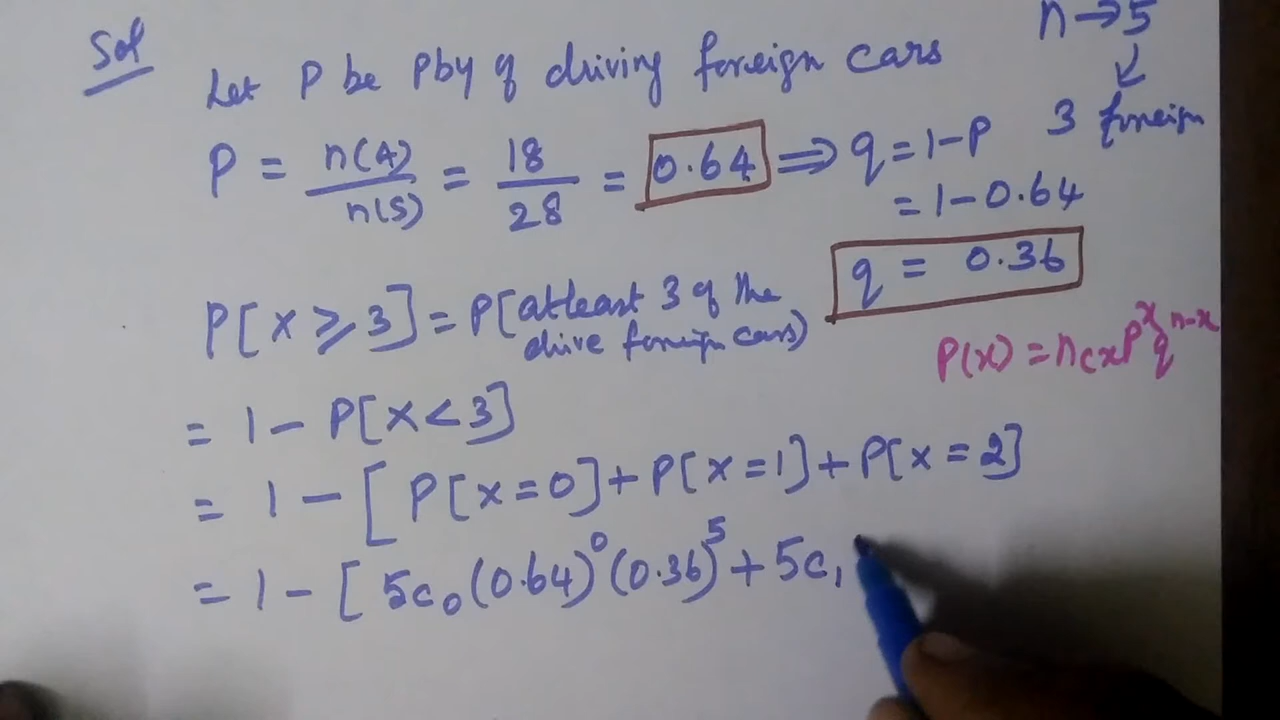 Sol
Let P be Pby of driving foreign cars
n → 5
↓
3 foreign
P = n(A)/n(S) = 18/28 = 0.64 ⟹ q = 1-P
= 1-0.64
q = 0.36
P[X ≥ 3] = P[atleast 3 of the
drive foreign cars)
P(x) = ncx P^x q^n-x
= 1 - P[X < 3]
= 1 - [P[X = 0] + P[X = 1] + P[X = 2]
= 1 - [5c₀ (0.64)^0 (0.36)^5 + 5c₁